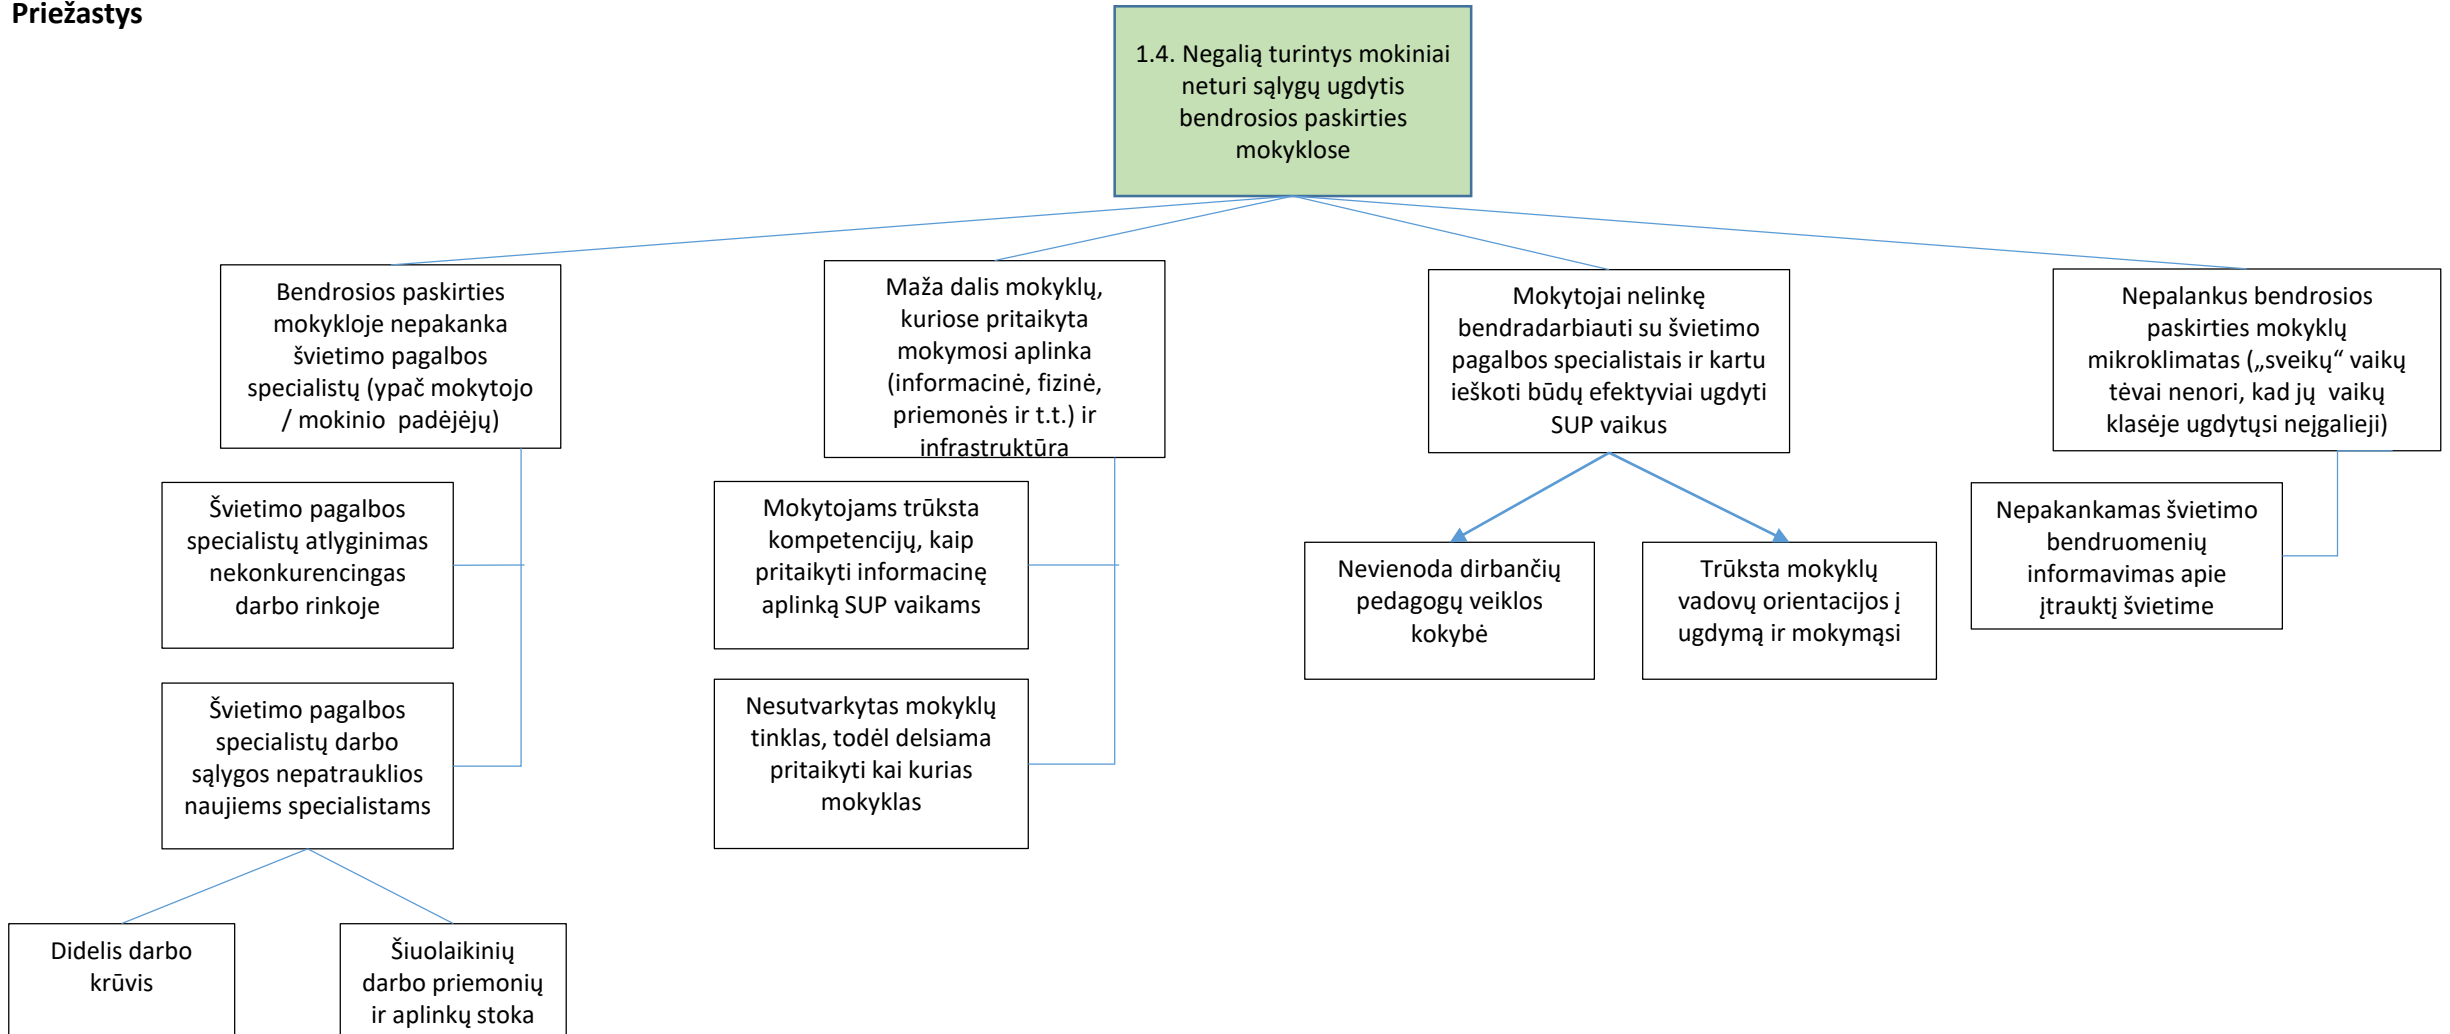 Priežastys
1.4. Negalią turintys mokiniai
neturi sąlygų ugdytis
bendrosios paskirties
mokyklose
Bendrosios paskirties
mokykloje nepakanka
švietimo pagalbos
specialistų (ypač mokytojo
/ mokinio  padėjėjų)
Maža dalis mokyklų,
kuriose pritaikyta
mokymosi aplinka
(informacinė, fizinė,
priemonės ir t.t.) ir
infrastruktūra
Mokytojai nelinkę
bendradarbiauti su švietimo
pagalbos specialistais ir kartu
ieškoti būdų efektyviai ugdyti
SUP vaikus
Nepalankus bendrosios
paskirties mokyklų
mikroklimatas („sveikų“ vaikų
tėvai nenori, kad jų  vaikų
klasėje ugdytųsi neįgalieji)
Švietimo pagalbos
specialistų atlyginimas
nekonkurencingas
darbo rinkoje
Mokytojams trūksta
kompetencijų, kaip
pritaikyti informacinę
aplinką SUP vaikams
Nevienoda dirbančių
pedagogų veiklos
kokybė
Trūksta mokyklų
vadovų orientacijos į
ugdymą ir mokymąsi
Nepakankamas švietimo
bendruomenių
informavimas apie
įtrauktį švietime
Švietimo pagalbos
specialistų darbo
sąlygos nepatrauklios
naujiems specialistams
Nesutvarkytas mokyklų
tinklas, todėl delsiama
pritaikyti kai kurias
mokyklas
Didelis darbo
krūvis
Šiuolaikinių
darbo priemonių
ir aplinkų stoka